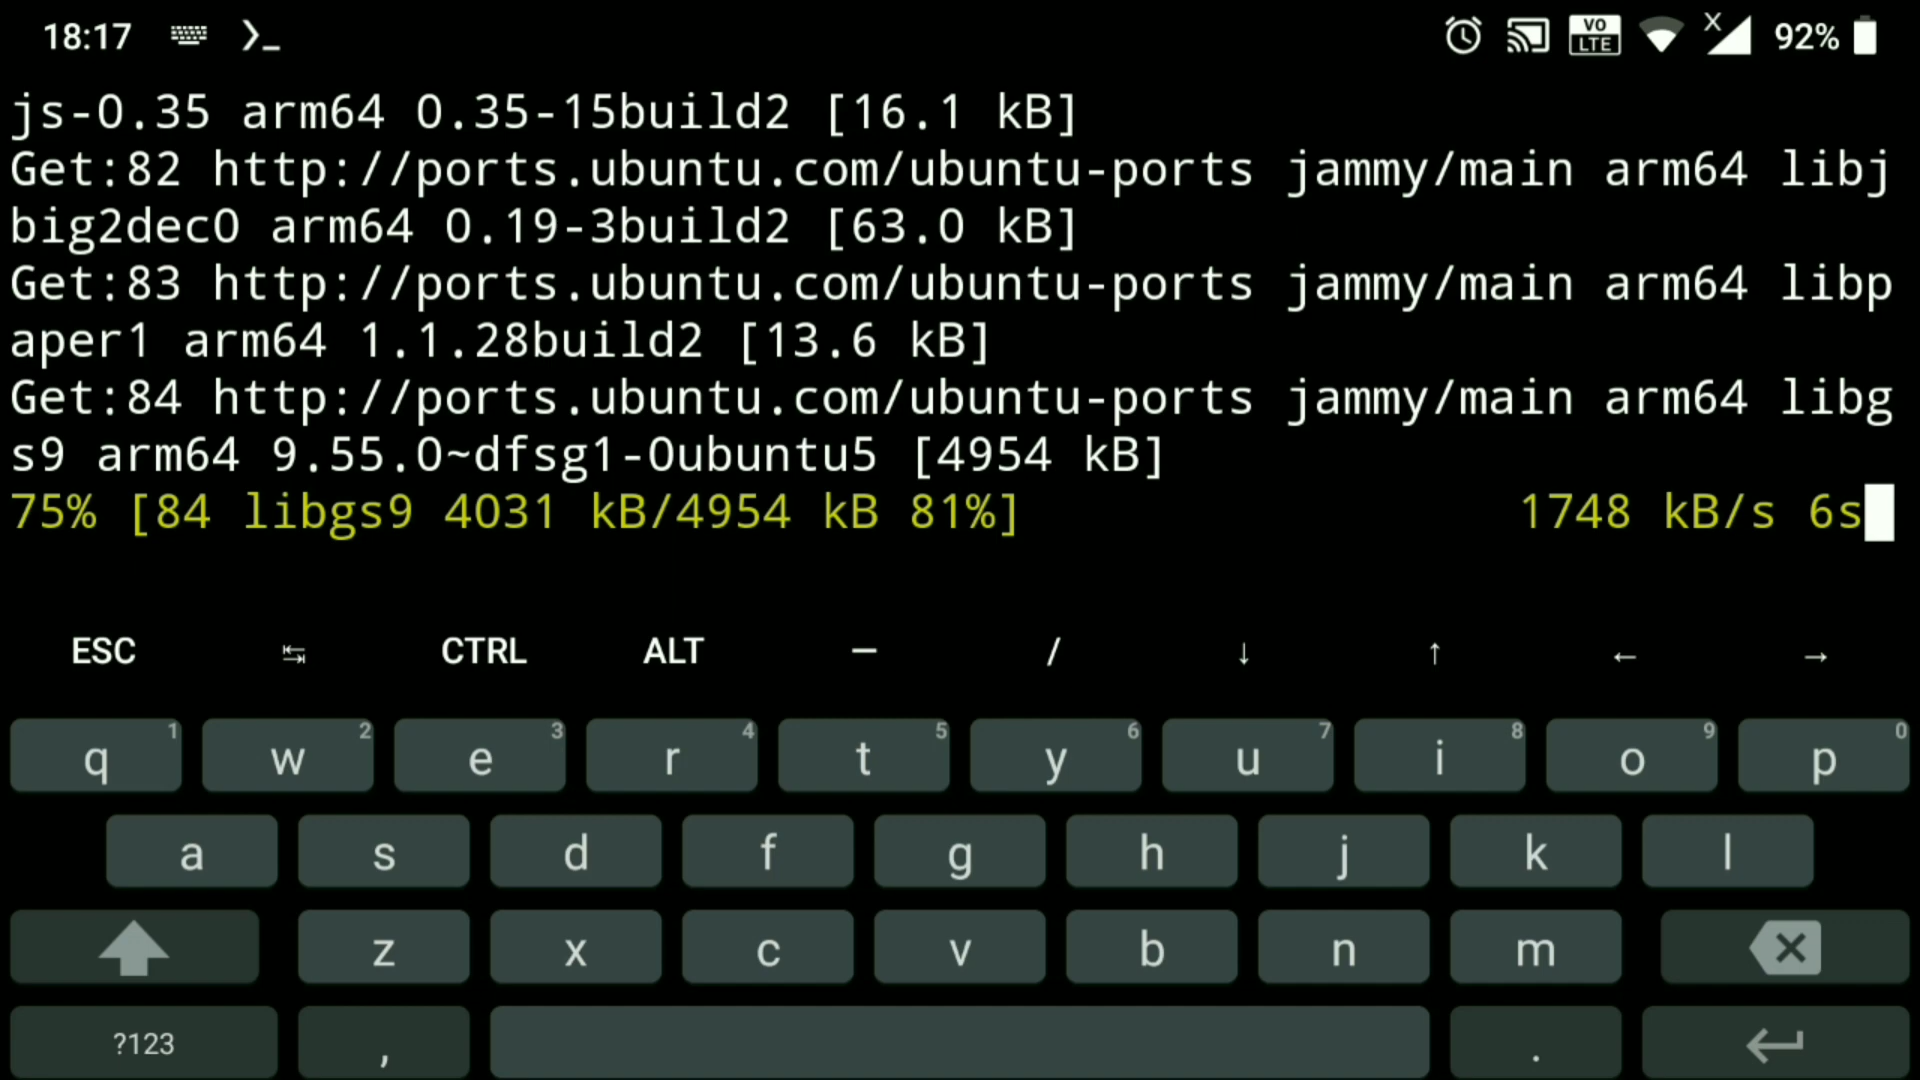 18:17 >_ VO LTE X 92%
js-0.35 arm64 0.35-15build2 [16.1 kB]
Get:82 http://ports.ubuntu.com/ubuntu-ports jammy/main arm64 libj
big2dec0 arm64 0.19-3build2 [63.0 kB]
Get:83 http://ports.ubuntu.com/ubuntu-ports jammy/main arm64 libp
aper1 arm64 1.1.28build2 [13.6 kB]
Get:84 http://ports.ubuntu.com/ubuntu-ports jammy/main arm64 libg
s9 arm64 9.55.0~dfsg1-0ubuntu5 [4954 kB]
75% [84 libgs9 4031 kB/4954 kB 81%] 1748 kB/s 6s
ESC ↹ CTRL ALT — / ↓ ↑ ← →
q 1 w 2 e 3 r 4 t 5 y 6 u 7 i 8 o 9 p 0
a s d f g h j k l
z x c v b n m
?123 , .